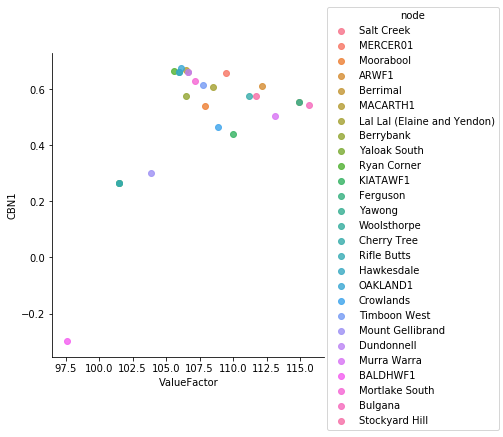 node
Salt Creek
MERCER01
Moorabool
ARWF1
Berrimal
MACARTH1
Lal Lal (Elaine and Yendon)
Berrybank
Yaloak South
Ryan Corner
KIATAWF1
Ferguson
Yawong
Woolsthorpe
Cherry Tree
Rifle Butts
Hawkesdale
OAKLAND1
Crowlands
Timboon West
Mount Gellibrand
Dundonnell
Murra Warra
BALDHWF1
Mortlake South
Bulgana
Stockyard Hill
CBN1
0.6
0.4
0.2
0.0
−0.2
97.5 100.0 102.5 105.0 107.5 110.0 112.5 115.0
ValueFactor